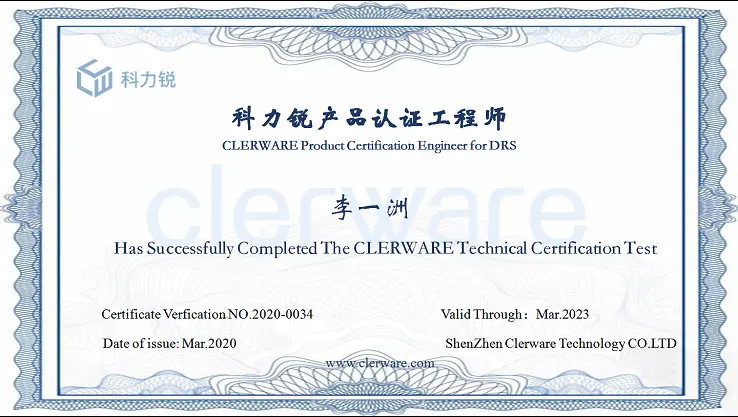 科力锐
科力锐产品认证工程师
CLERWARE Product Certification Engineer for DRS
clerware
李一洲
Has Successfully Completed The CLERWARE Technical Certification Test
Certificate Verfication NO.2020-0034 Valid Through：Mar.2023
Date of issue: Mar.2020 ShenZhen Clerware Technology CO.LTD
www.clerware.com